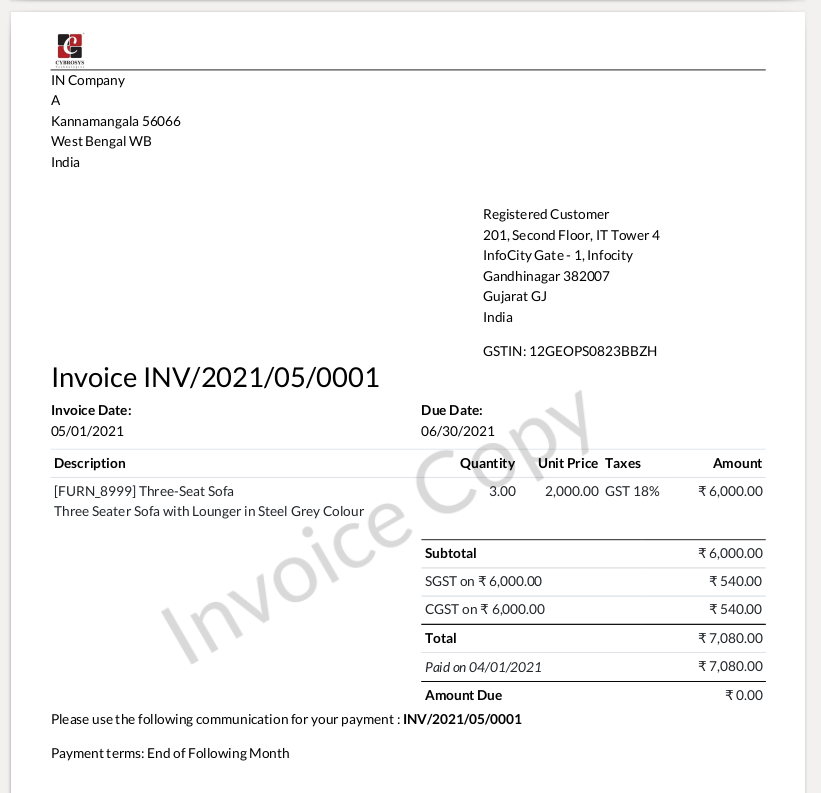 CYBROSYS
IN Company
A
Kannamangala 56066
West Bengal WB
India
Registered Customer
201, Second Floor, IT Tower 4
InfoCity Gate - 1, Infocity
Gandhinagar 382007
Gujarat GJ
India
GSTIN: 12GEOPS0823BBZH
Invoice INV/2021/05/0001
Invoice Date: Due Date:
05/01/2021 06/30/2021
Description Quantity Unit Price Taxes Amount
[FURN_8999] Three-Seat Sofa 3.00 2,000.00 GST 18% ₹ 6,000.00
Three Seater Sofa with Lounger in Steel Grey Colour
Subtotal ₹ 6,000.00
SGST on ₹ 6,000.00 ₹ 540.00
CGST on ₹ 6,000.00 ₹ 540.00
Total ₹ 7,080.00
Paid on 04/01/2021 ₹ 7,080.00
Amount Due ₹ 0.00
Please use the following communication for your payment : INV/2021/05/0001
Payment terms: End of Following Month
Invoice Copy